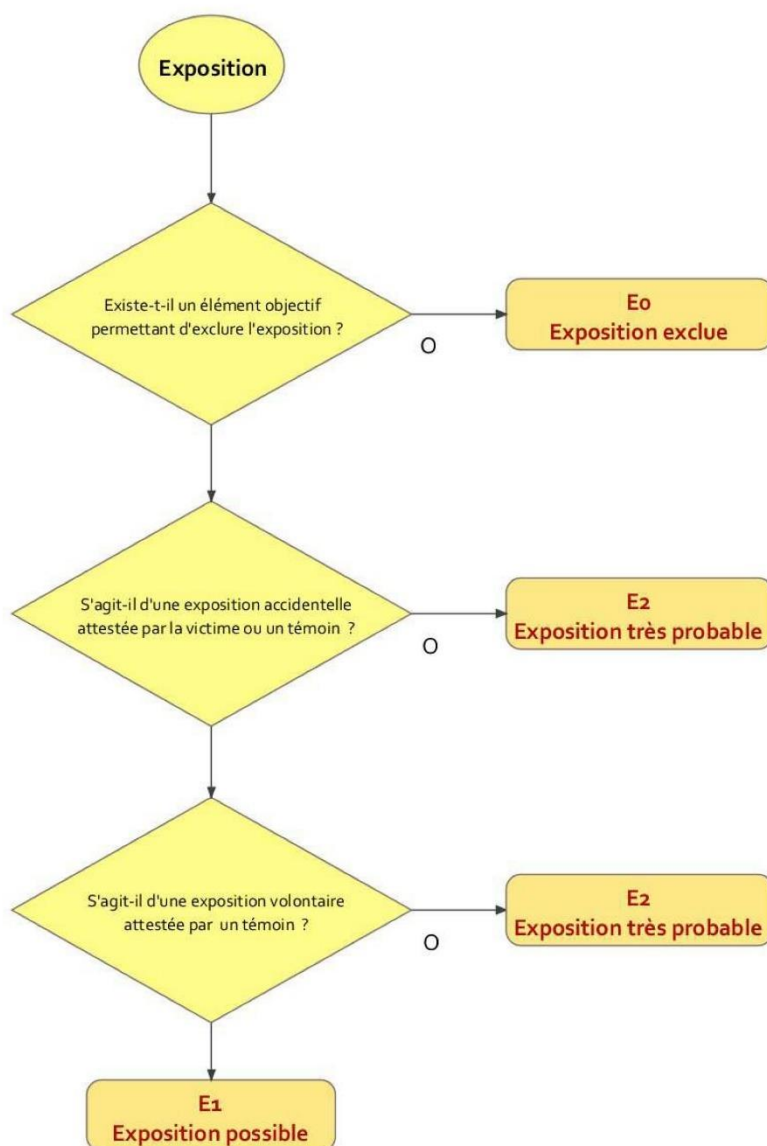 Exposition
Existe-t-il un élément objectif
permettant d'exclure l'exposition ?
O
E0
Exposition exclue
S'agit-il d'une exposition accidentelle
attestée par la victime ou un témoin ?
O
E2
Exposition très probable
S'agit-il d'une exposition volontaire
attestée par un témoin ?
O
E2
Exposition très probable
E1
Exposition possible